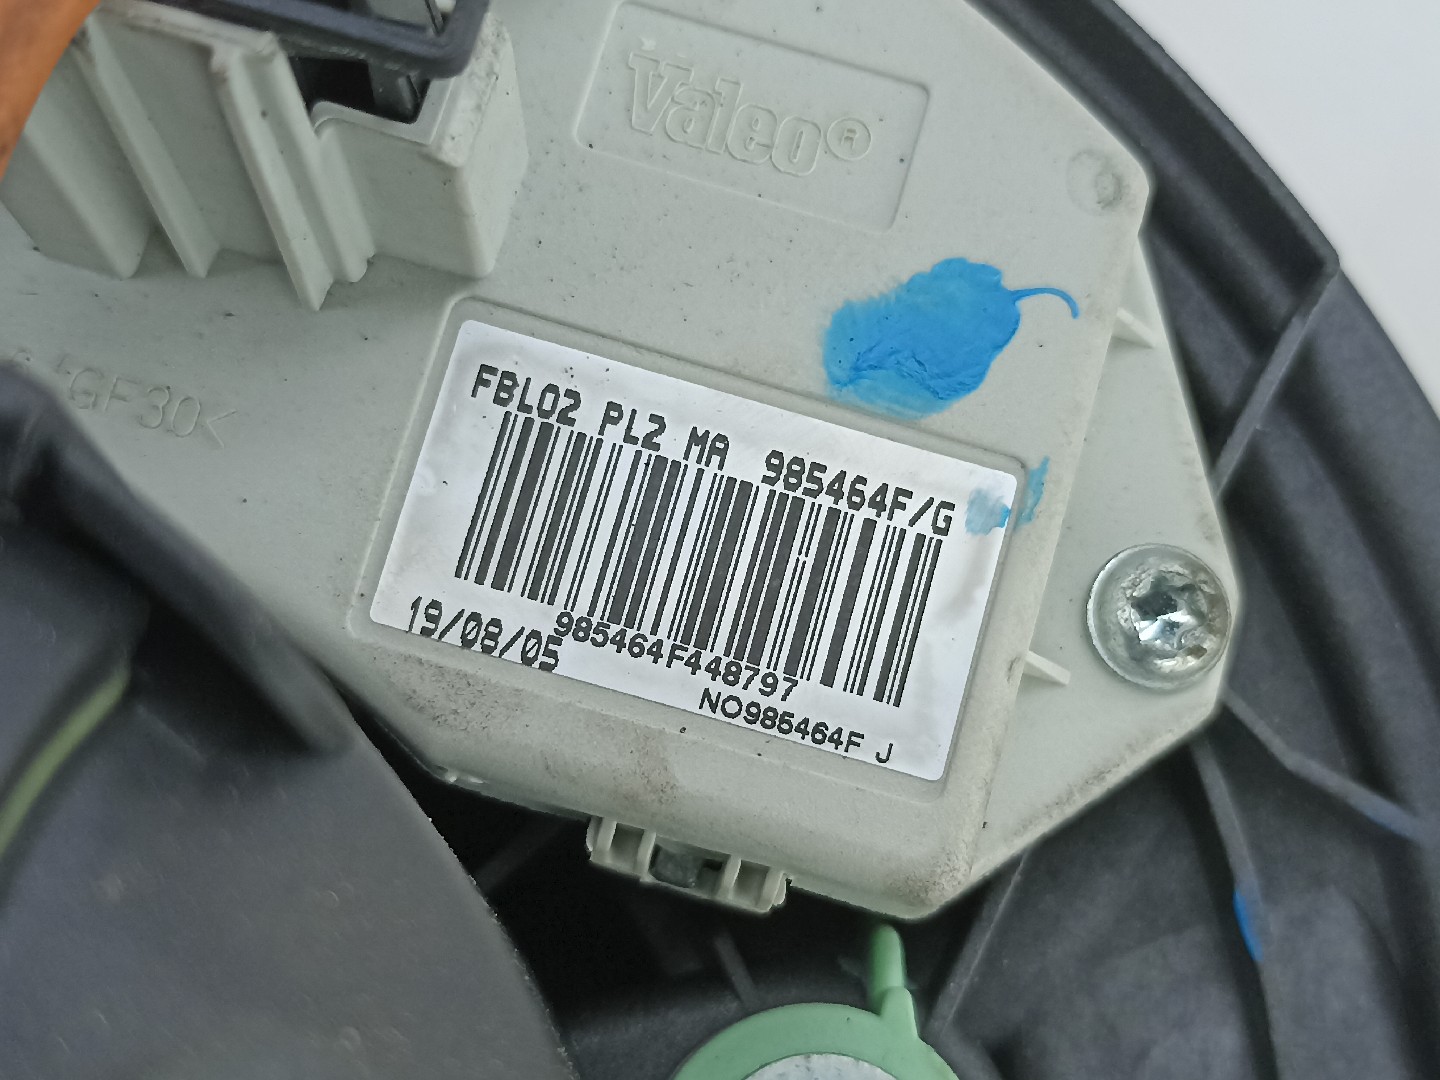 Valeo®
GF30<
FBL02 PL2 MA 985464F/G
985464F448797
19/08/05
NO985464F J